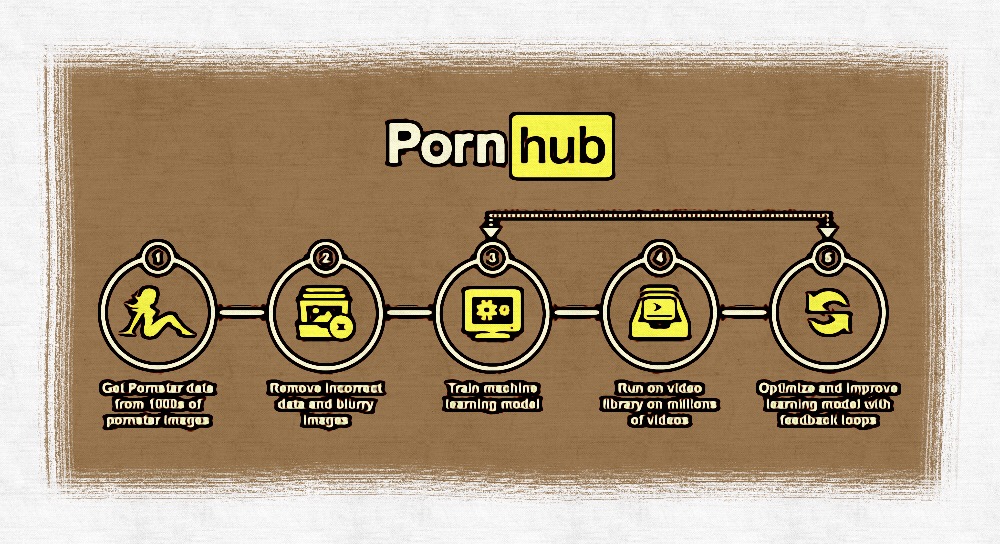 Pornhub
1
2
3
4
5
Get Pornstar data
from 1000s of
pornstar images
Remove incorrect
data and blurry
images
Train machine
learning model
Run on video
library on millions
of videos
Optimize and improve
learning model with
feedback loops